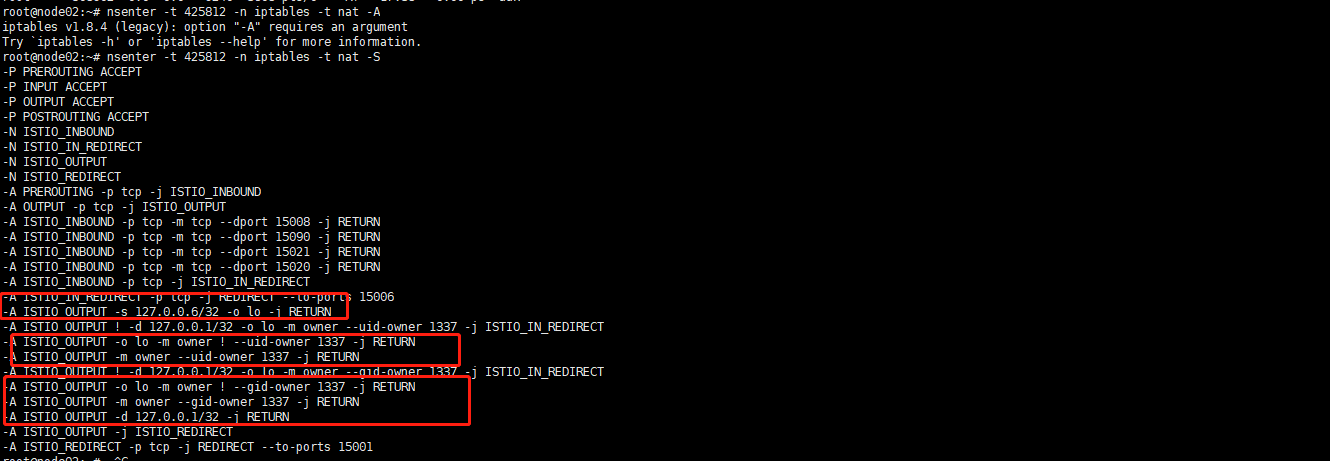 root@node02:~# nsenter -t 425812 -n iptables -t nat -A
iptables v1.8.4 (legacy): option "-A" requires an argument
Try `iptables -h' or 'iptables --help' for more information.
root@node02:~# nsenter -t 425812 -n iptables -t nat -S
-P PREROUTING ACCEPT
-P INPUT ACCEPT
-P OUTPUT ACCEPT
-P POSTROUTING ACCEPT
-N ISTIO_INBOUND
-N ISTIO_IN_REDIRECT
-N ISTIO_OUTPUT
-N ISTIO_REDIRECT
-A PREROUTING -p tcp -j ISTIO_INBOUND
-A OUTPUT -p tcp -j ISTIO_OUTPUT
-A ISTIO_INBOUND -p tcp -m tcp --dport 15008 -j RETURN
-A ISTIO_INBOUND -p tcp -m tcp --dport 15090 -j RETURN
-A ISTIO_INBOUND -p tcp -m tcp --dport 15021 -j RETURN
-A ISTIO_INBOUND -p tcp -m tcp --dport 15020 -j RETURN
-A ISTIO_INBOUND -p tcp -j ISTIO_IN_REDIRECT
-A ISTIO_IN_REDIRECT -p tcp -j REDIRECT --to-ports 15006
-A ISTIO_OUTPUT -s 127.0.0.6/32 -o lo -j RETURN
-A ISTIO_OUTPUT ! -d 127.0.0.1/32 -o lo -m owner --uid-owner 1337 -j ISTIO_IN_REDIRECT
-A ISTIO_OUTPUT -o lo -m owner ! --uid-owner 1337 -j RETURN
-A ISTIO_OUTPUT -m owner --uid-owner 1337 -j RETURN
-A ISTIO_OUTPUT ! -d 127.0.0.1/32 -o lo -m owner --gid-owner 1337 -j ISTIO_IN_REDIRECT
-A ISTIO_OUTPUT -o lo -m owner ! --gid-owner 1337 -j RETURN
-A ISTIO_OUTPUT -m owner --gid-owner 1337 -j RETURN
-A ISTIO_OUTPUT -d 127.0.0.1/32 -j RETURN
-A ISTIO_OUTPUT -j ISTIO_REDIRECT
-A ISTIO_REDIRECT -p tcp -j REDIRECT --to-ports 15001
root@node02:~# ^C